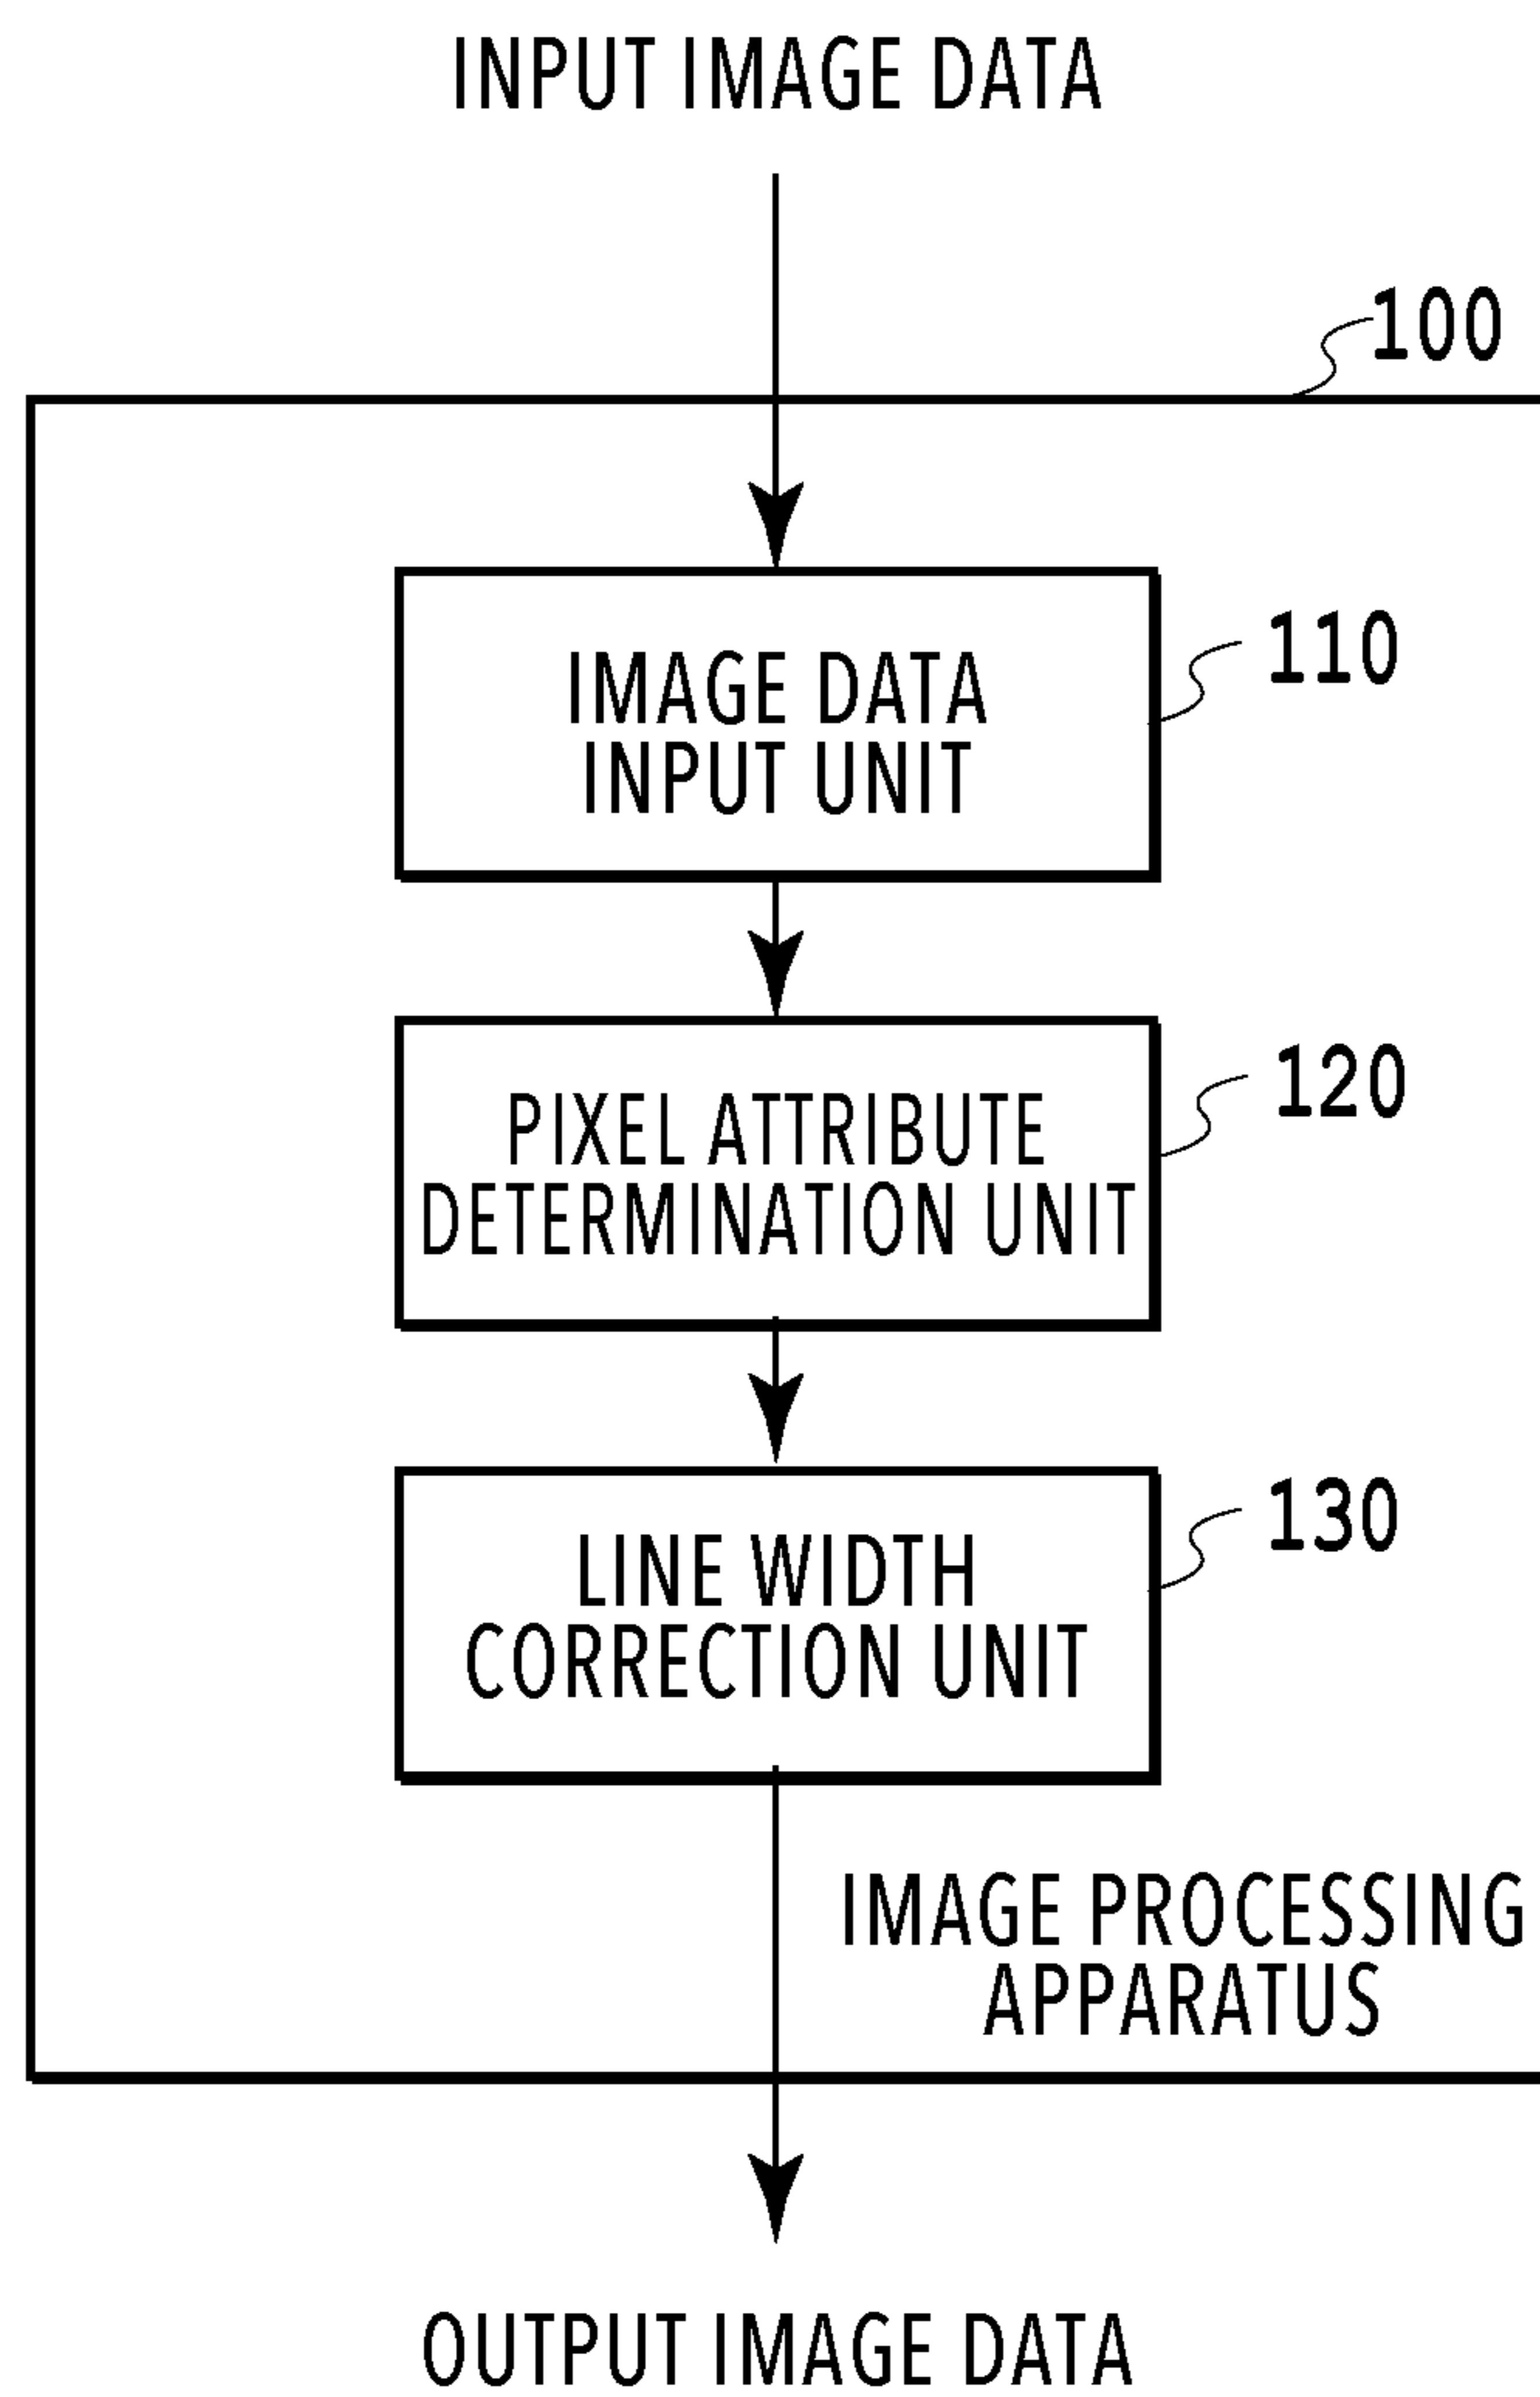 INPUT IMAGE DATA
100
IMAGE DATA
INPUT UNIT
110
PIXEL ATTRIBUTE
DETERMINATION UNIT
120
LINE WIDTH
CORRECTION UNIT
130
IMAGE PROCESSING
APPARATUS
OUTPUT IMAGE DATA